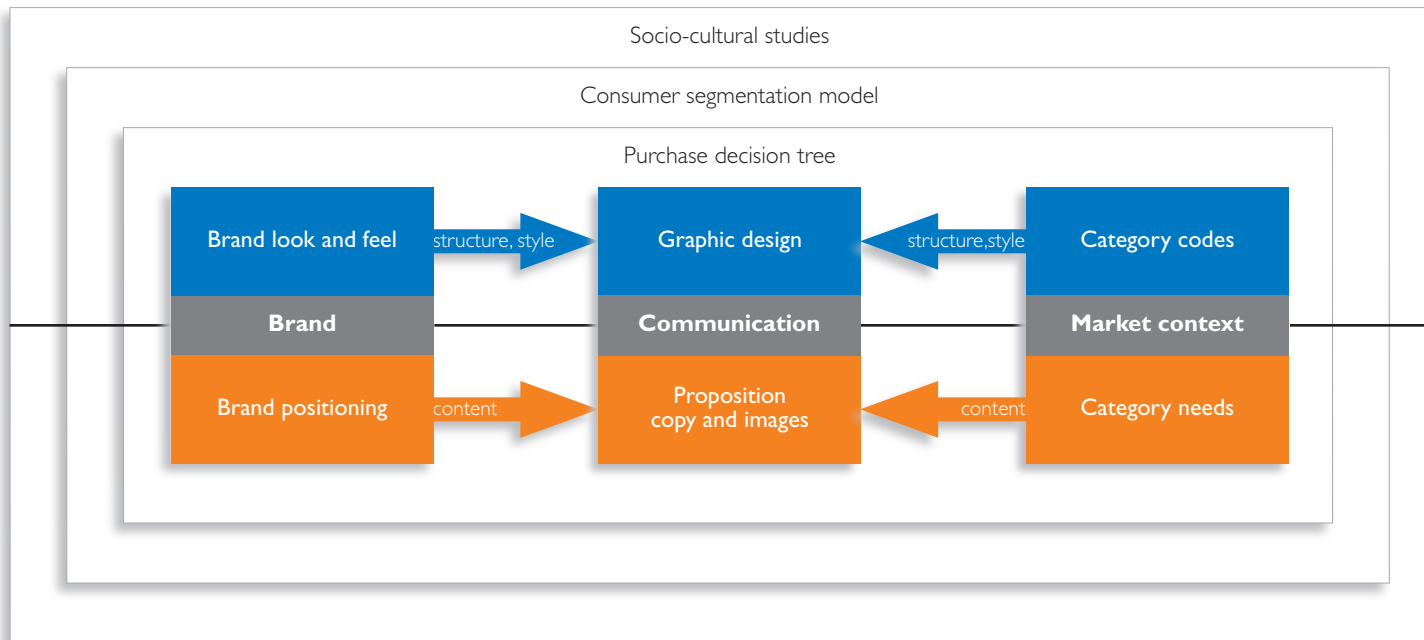 Socio-cultural studies
Consumer segmentation model
Purchase decision tree
Brand look and feel
structure, style
Graphic design
structure,style
Category codes
Brand
Communication
Market context
Brand positioning
content
Proposition
copy and images
content
Category needs